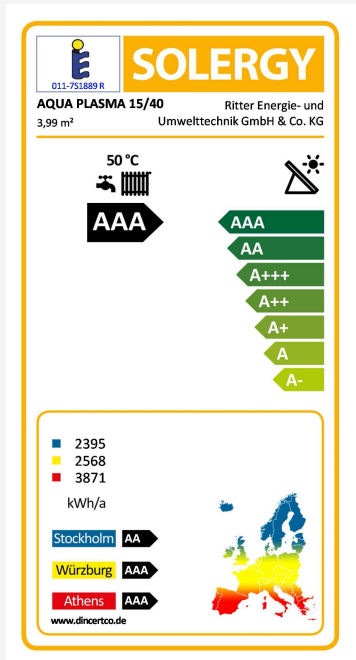 SOLERGY
011-7S1889 R
AQUA PLASMA 15/40
3,99 m²
Ritter Energie- und
Umwelttechnik GmbH & Co. KG
50 °C
AAA
AAA
AA
A+++
A++
A+
A
A-
2395
2568
3871
kWh/a
Stockholm AA
Würzburg AAA
Athens AAA
www.dincertco.de